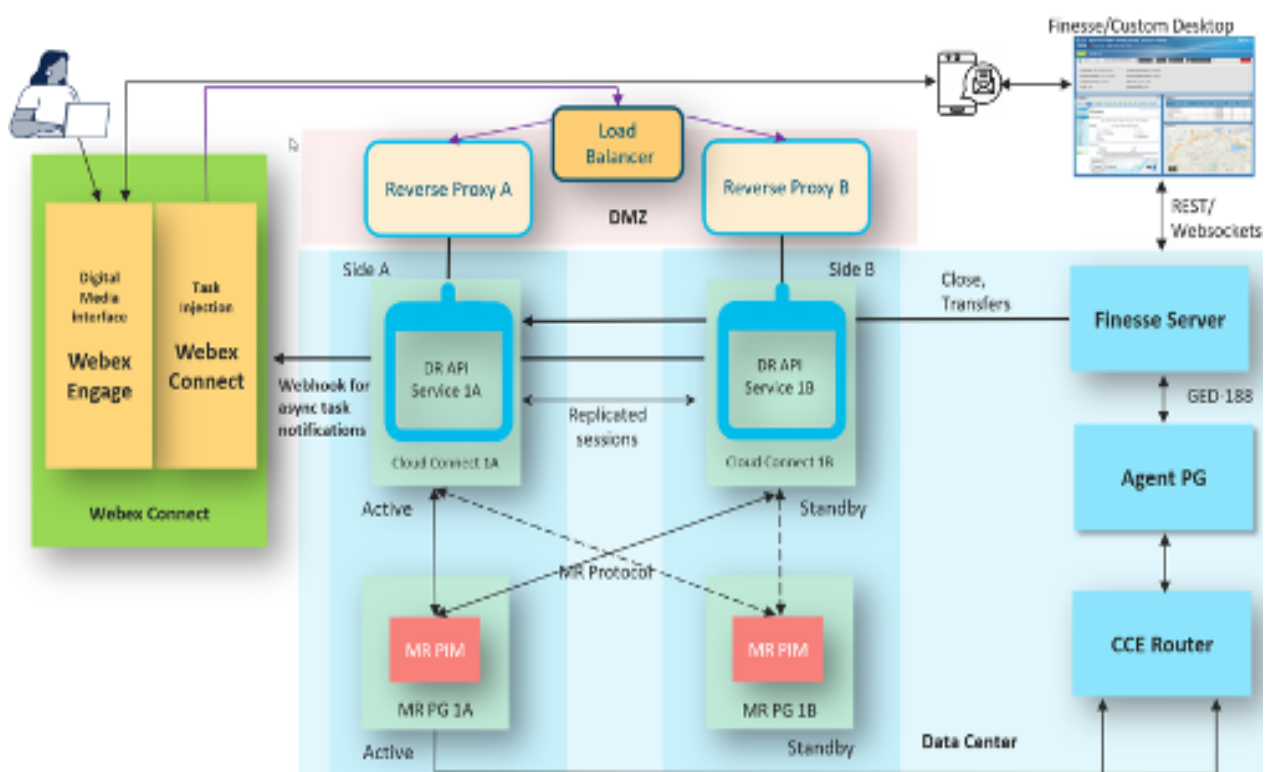 Finesse/Custom Desktop
Load
Balancer
Reverse Proxy A
Reverse Proxy B
DMZ
REST/
Websockets
Digital
Media
Interface
Webex
Engage
Task
Injection
Webex
Connect
Webex Connect
Side A
Side B
Close,
Transfers
Finesse Server
DR API
Service 1A
DR API
Service 1B
Webhook for
async task
notifications
Replicated
sessions
GED-188
Cloud Connect 1A
Cloud Connect 1B
Agent PG
Active
Standby
MR Protocol
MR PIM
MR PIM
CCE Router
MR PG 1A
MR PG 1B
Active
Standby
Data Center